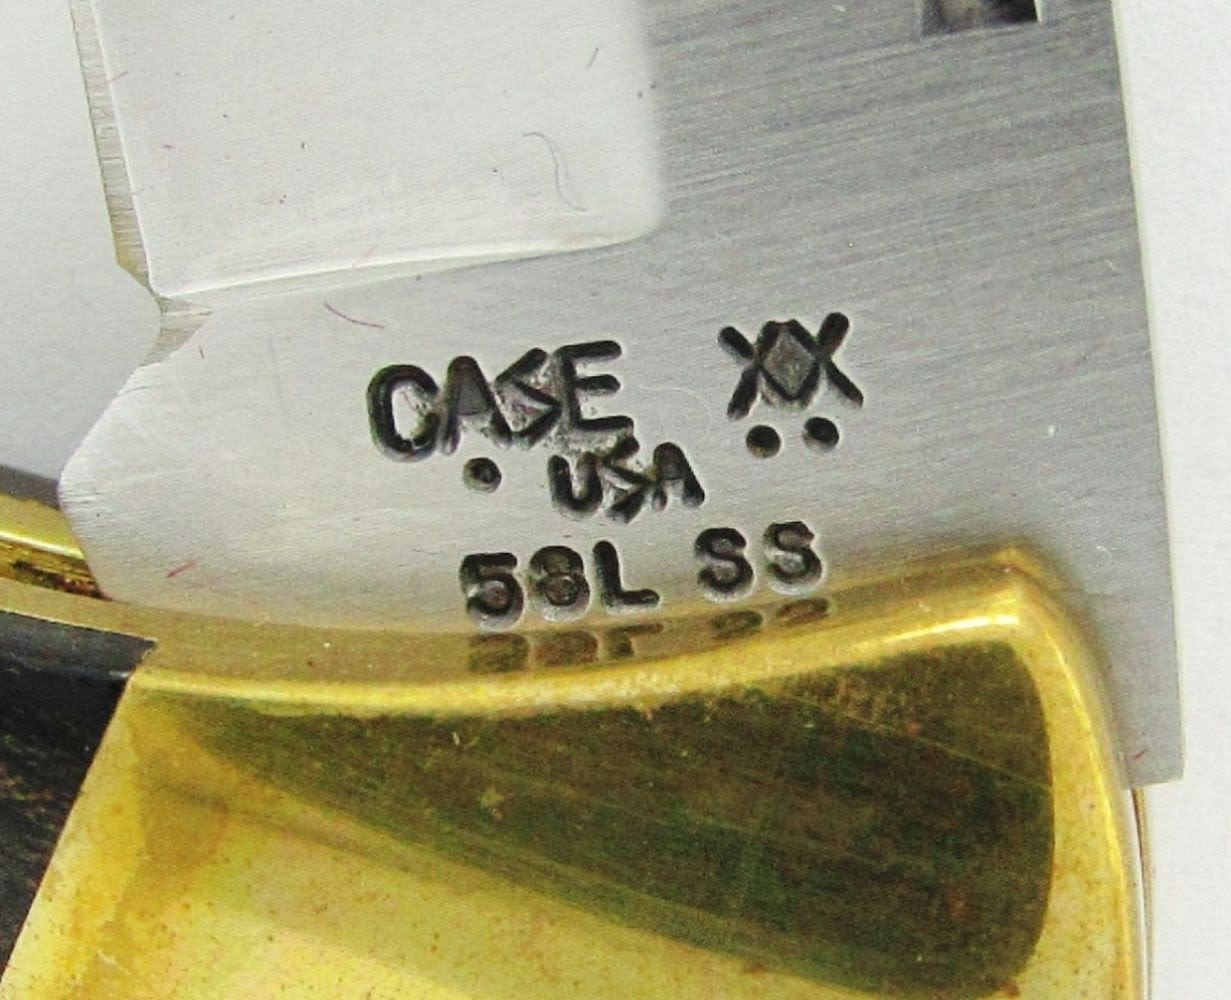 CASE XX
. USA ..
58L SS